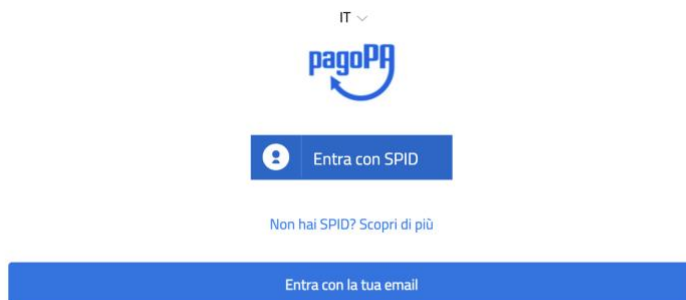 IT
pagoPA
Entra con SPID
Non hai SPID? Scopri di più
Entra con la tua email